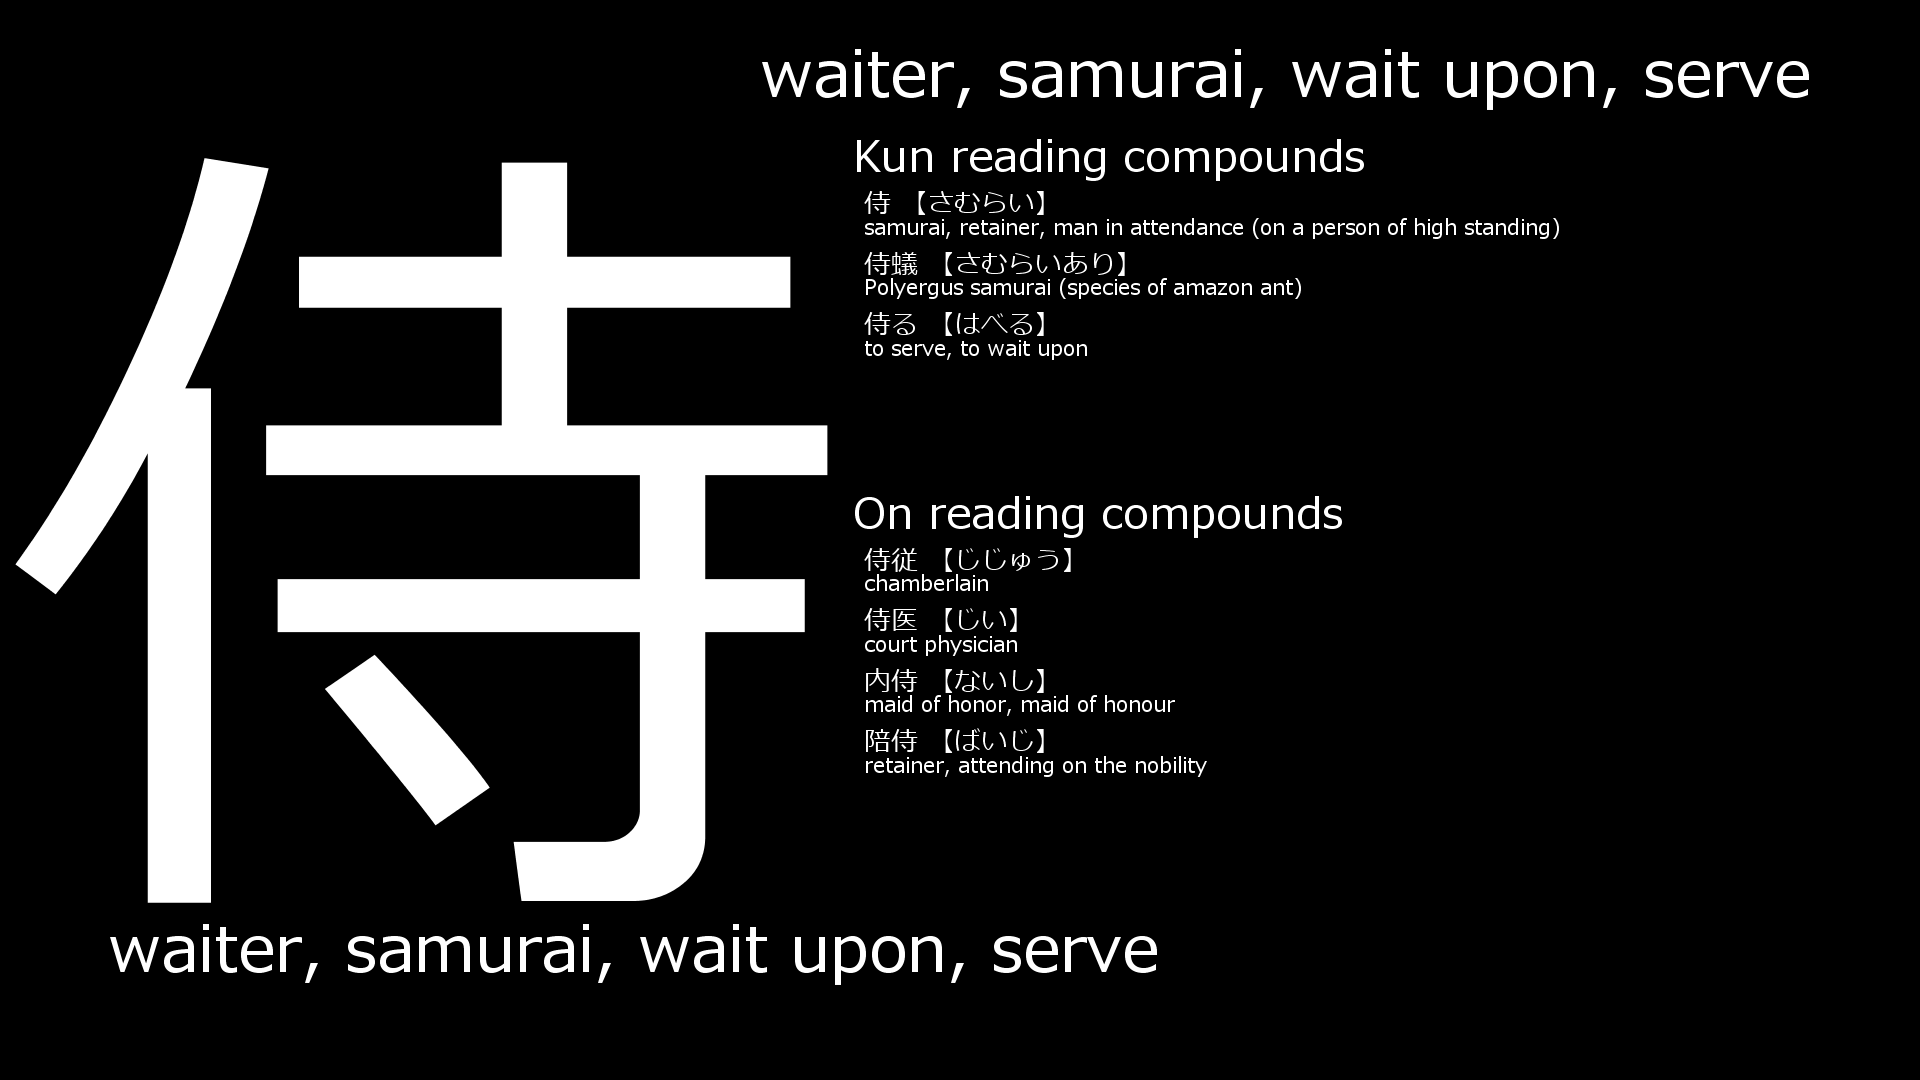 waiter, samurai, wait upon, serve
侍
Kun reading compounds
侍 【さむらい】
samurai, retainer, man in attendance (on a person of high standing)
侍蟻 【さむらいあり】
Polyergus samurai (species of amazon ant)
侍る 【はべる】
to serve, to wait upon
On reading compounds
侍従 【じじゅう】
chamberlain
侍医 【じい】
court physician
内侍 【ないし】
maid of honor, maid of honour
陪侍 【ばいじ】
retainer, attending on the nobility
waiter, samurai, wait upon, serve